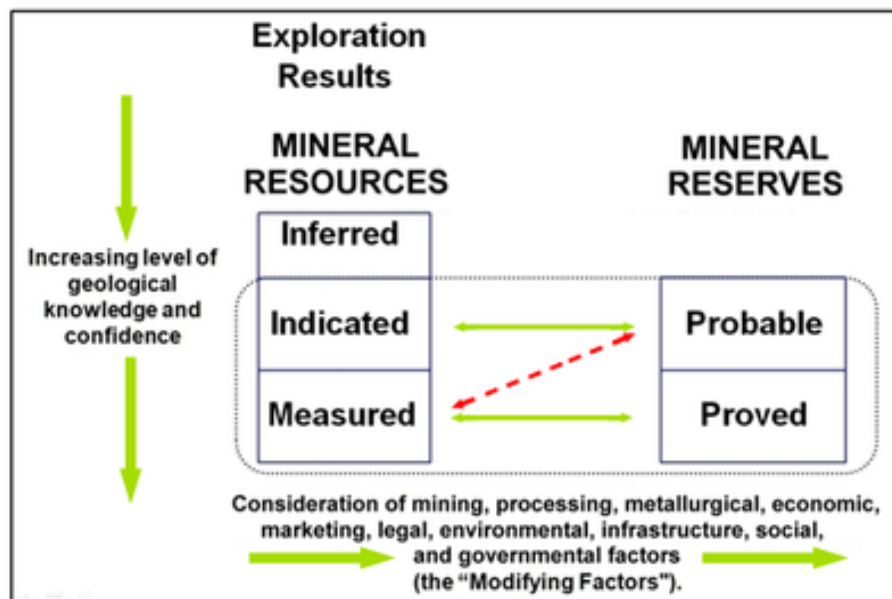 Exploration
Results
MINERAL
RESOURCES
MINERAL
RESERVES
Inferred
Increasing level of
geological
knowledge and
confidence
Indicated
Probable
Measured
Proved
Consideration of mining, processing, metallurgical, economic,
marketing, legal, environmental, infrastructure, social,
and governmental factors
(the “Modifying Factors").